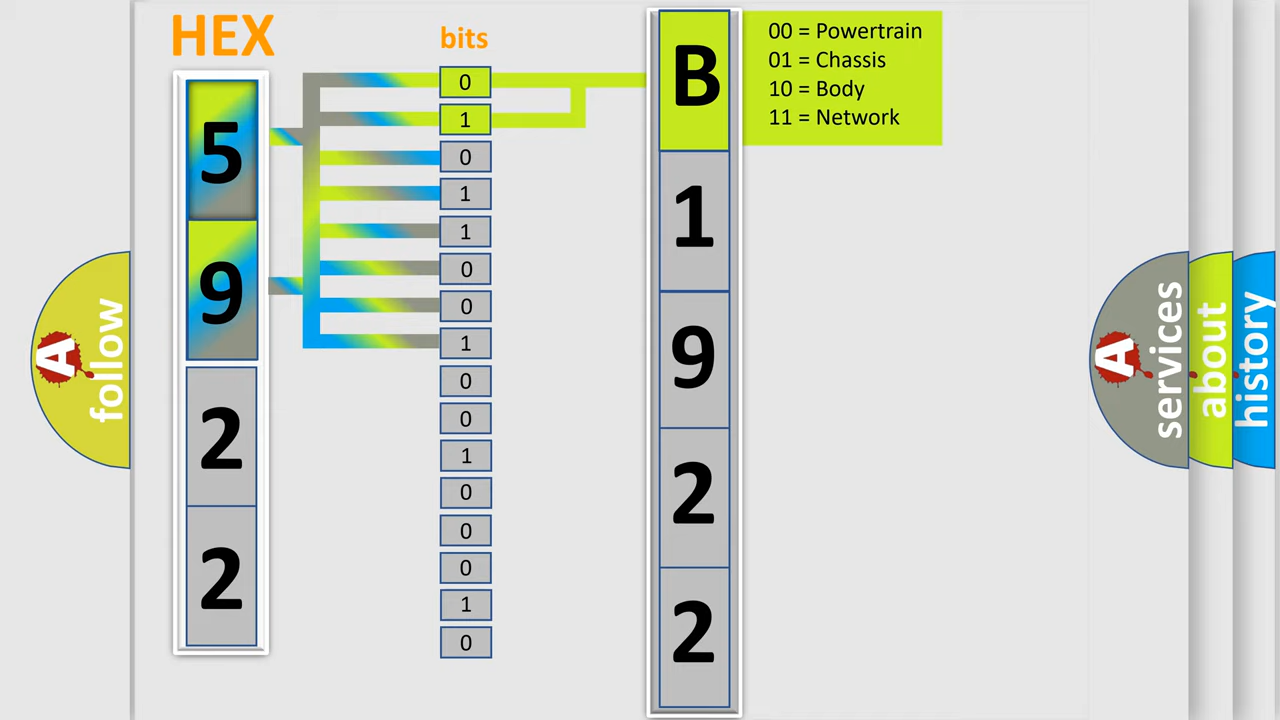 HEX
bits
5
9
2
2
0
1
0
1
1
0
0
1
0
0
1
0
0
0
1
0
B
1
9
2
2
00 = Powertrain
01 = Chassis
10 = Body
11 = Network
A
follow
A
services
about
history